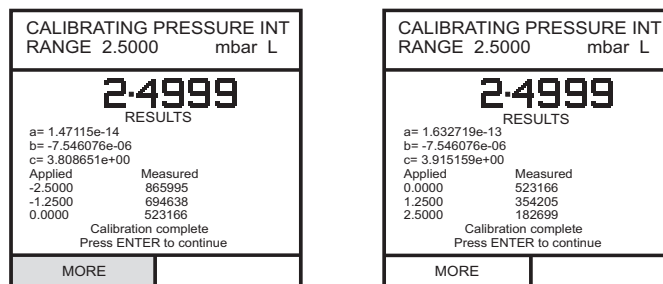 CALIBRATING PRESSURE INT
RANGE 2.5000 mbar L
2.4999
RESULTS
a= 1.47115e-14
b= -7.546076e-06
c= 3.808651e+00
Applied Measured
-2.5000 865995
-1.2500 694638
0.0000 523166
Calibration complete
Press ENTER to continue
MORE
CALIBRATING PRESSURE INT
RANGE 2.5000 mbar L
2.4999
RESULTS
a= 1.632719e-13
b= -7.546076e-06
c= 3.915159e+00
Applied Measured
0.0000 523166
1.2500 354205
2.5000 182699
Calibration complete
Press ENTER to continue
MORE